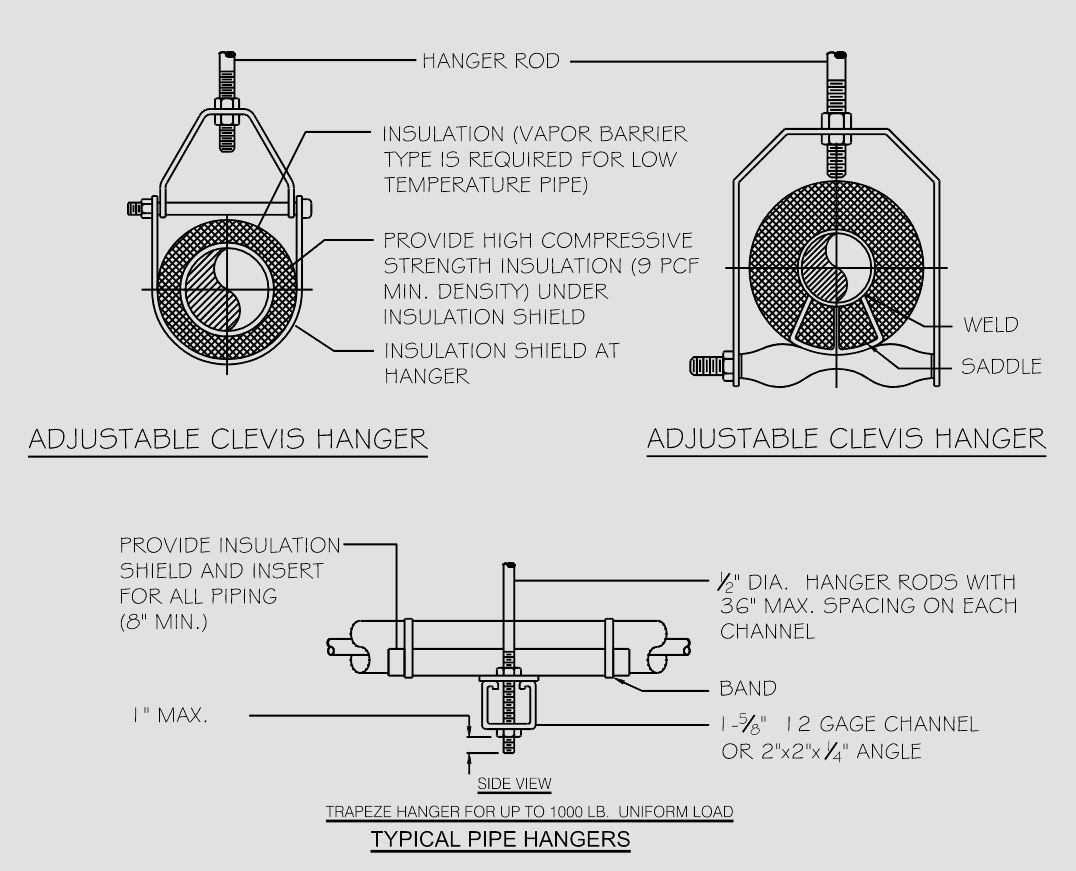 HANGER ROD
INSULATION (VAPOR BARRIER
TYPE IS REQUIRED FOR LOW
TEMPERATURE PIPE)
PROVIDE HIGH COMPRESSIVE
STRENGTH INSULATION (9 PCF
MIN. DENSITY) UNDER
INSULATION SHIELD
INSULATION SHIELD AT
HANGER
WELD
SADDLE
ADJUSTABLE CLEVIS HANGER
ADJUSTABLE CLEVIS HANGER
PROVIDE INSULATION
SHIELD AND INSERT
FOR ALL PIPING
(8" MIN.)
1/2" DIA. HANGER RODS WITH
36" MAX. SPACING ON EACH
CHANNEL
BAND
1" MAX.
1-5/8" 12 GAGE CHANNEL
OR 2"x2"x1/4" ANGLE
SIDE VIEW
TRAPEZE HANGER FOR UP TO 1000 LB. UNIFORM LOAD
TYPICAL PIPE HANGERS